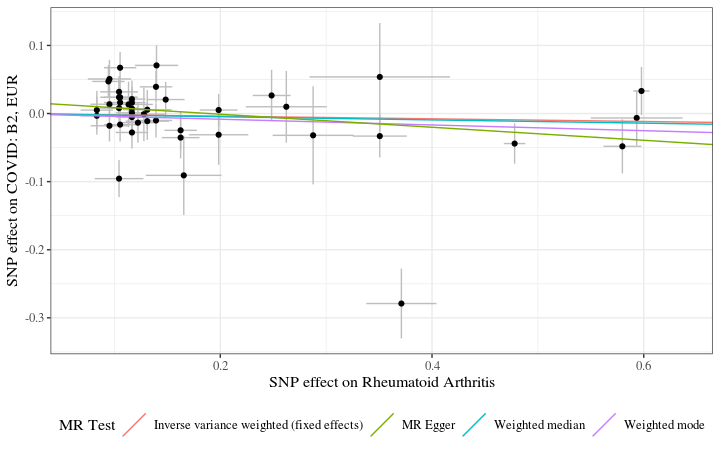 0.1
0.0
-0.1
-0.2
-0.3
SNP effect on COVID: B2, EUR
0.2 0.4 0.6
SNP effect on Rheumatoid Arthritis
MR Test Inverse variance weighted (fixed effects) MR Egger Weighted median Weighted mode